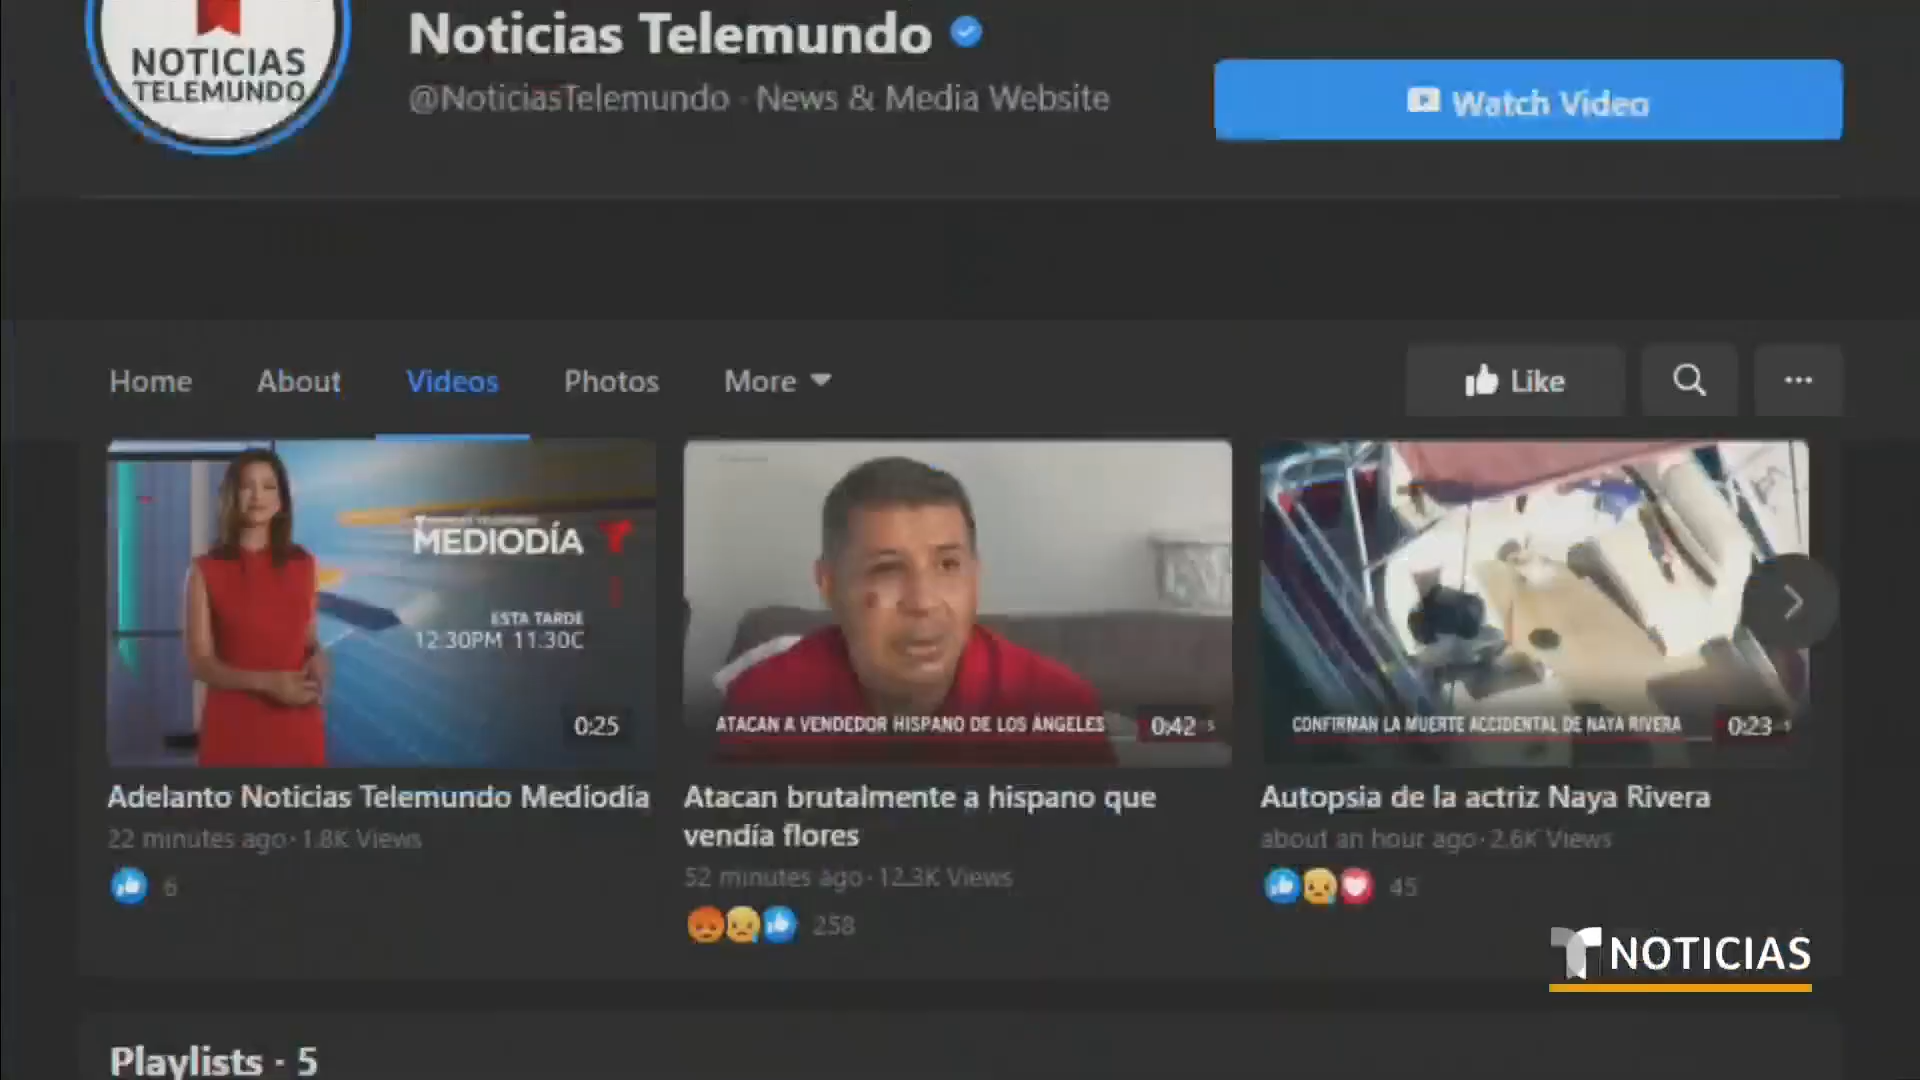 NOTICIAS
TELEMUNDO
Noticias Telemundo
@NoticiasTelemundo · News & Media Website
Watch Video
Home
About
Videos
Photos
More
Like
MEDIODÍA
ESTA TARDE
12:30PM 11:30C
0:25
ATACAN A VENDEDOR HISPANO DE LOS ÁNGELES
0:42
CONFIRMAN LA MUERTE ACCIDENTAL DE NAYA RIVERA
0:23
Adelanto Noticias Telemundo Mediodía
22 minutes ago · 1.8K Views
6
Atacan brutalmente a hispano que
vendía flores
52 minutes ago · 12.3K Views
258
Autopsia de la actriz Naya Rivera
about an hour ago · 2.6K Views
45
NOTICIAS
Playlists · 5